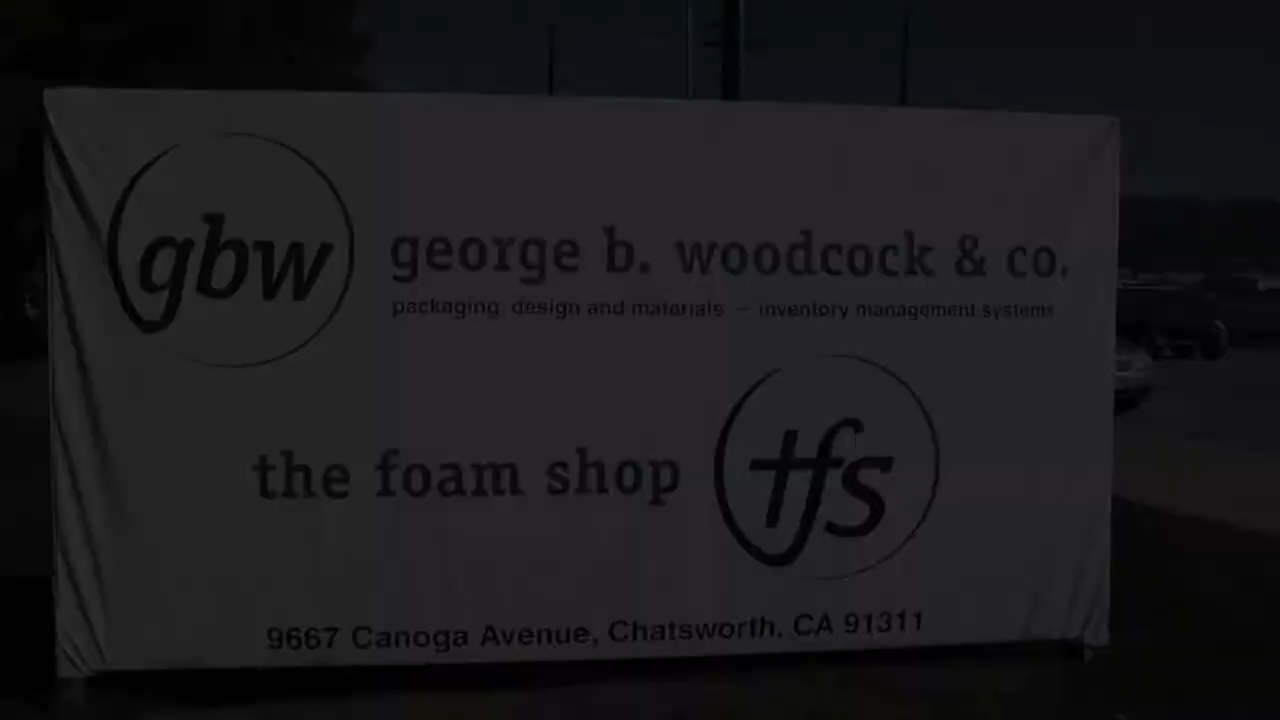 gbw
george b. woodcock & co.
packaging, design and materials — inventory management systems
the foam shop
tfs
9667 Canoga Avenue, Chatsworth, CA 91311